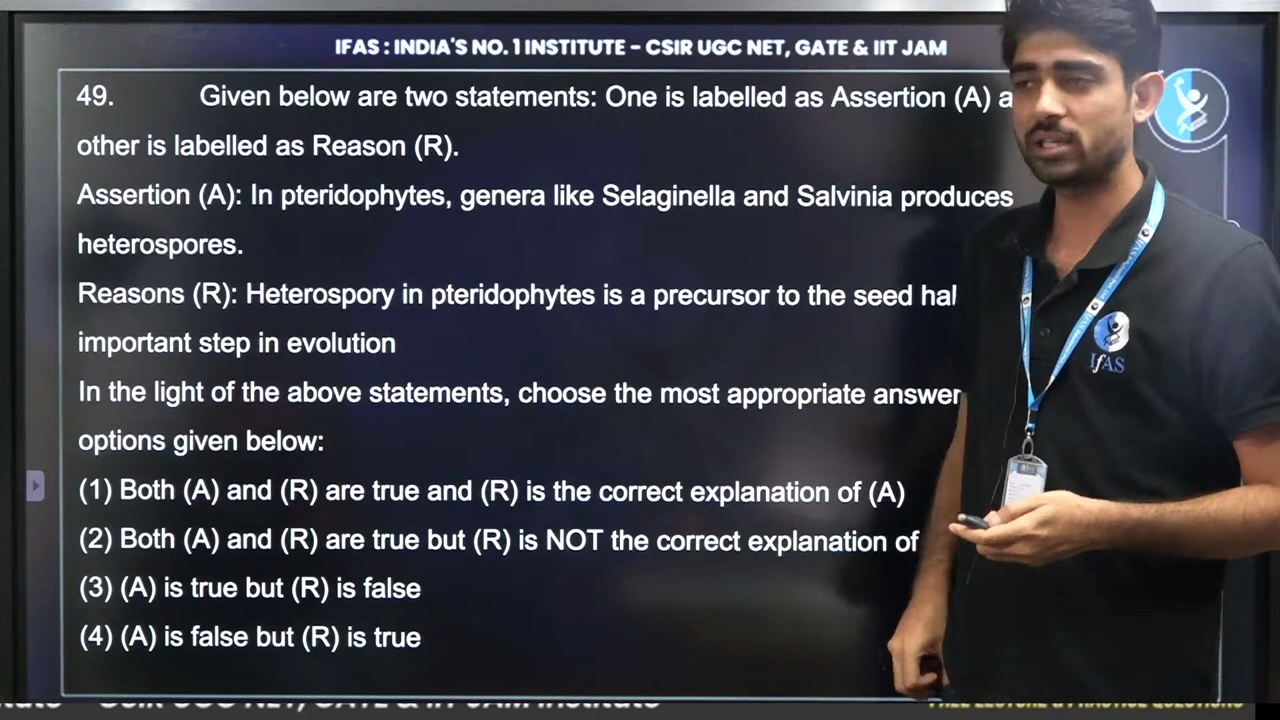 IFAS : INDIA'S NO. 1 INSTITUTE - CSIR UGC NET, GATE & IIT JAM
49. Given below are two statements: One is labelled as Assertion (A)
other is labelled as Reason (R).
Assertion (A): In pteridophytes, genera like Selaginella and Salvinia produces
heterospores.
Reasons (R): Heterospory in pteridophytes is a precursor to the seed
important step in evolution
In the light of the above statements, choose the most appropriate answer
options given below:
(1) Both (A) and (R) are true and (R) is the correct explanation of (A)
(2) Both (A) and (R) are true but (R) is NOT the correct explanation of
(3) (A) is true but (R) is false
(4) (A) is false but (R) is true
IfAS